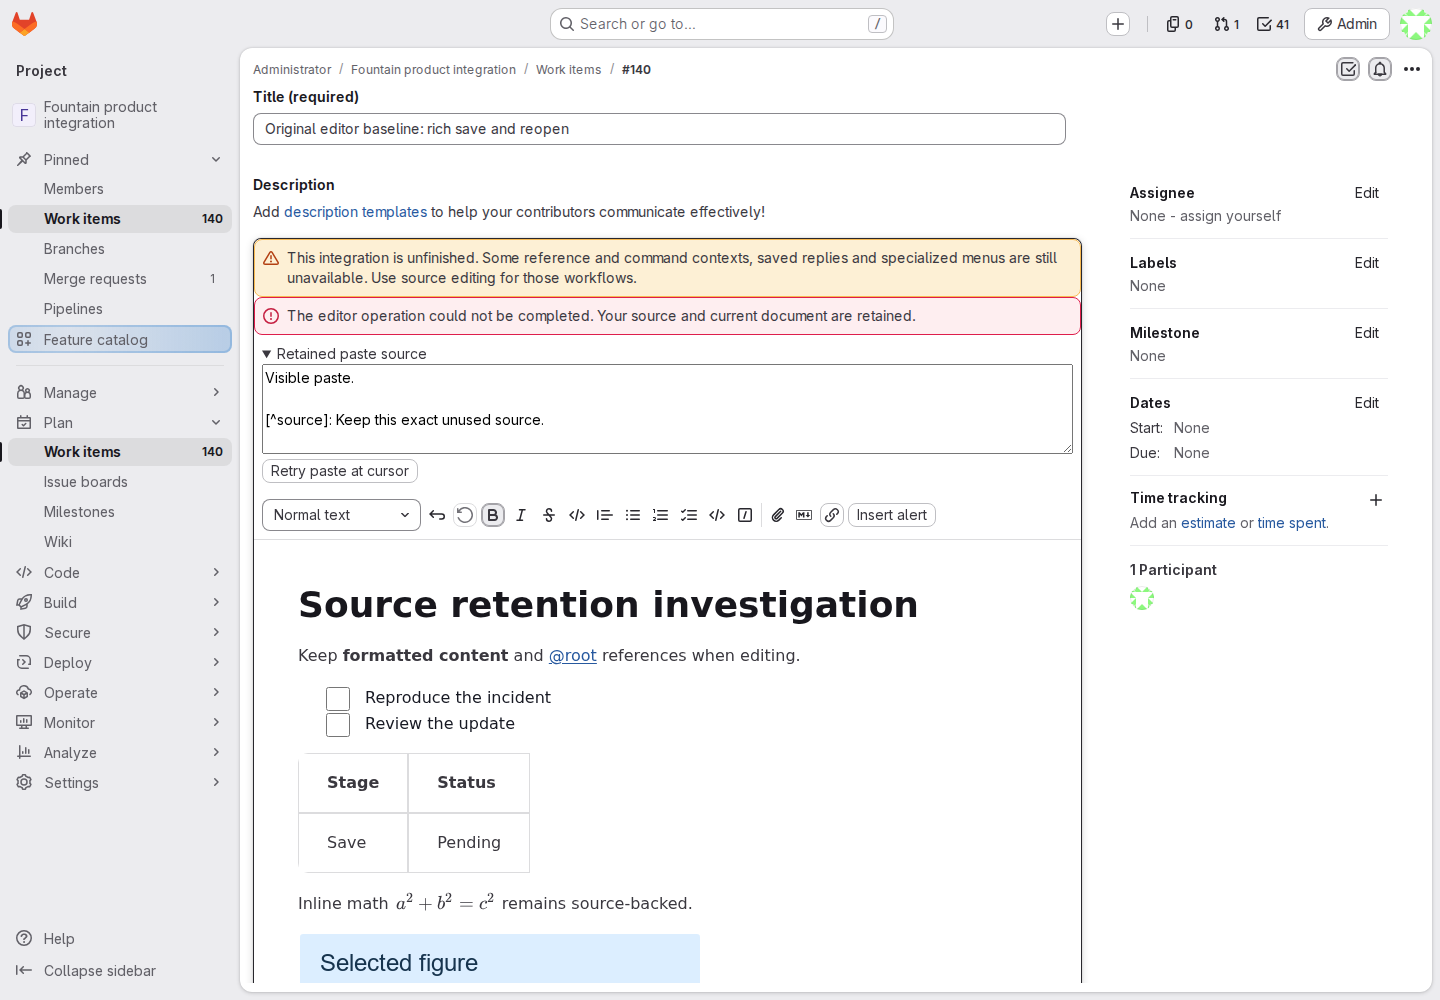 Search or go to...
/
0
1
41
Admin
Project
F
Fountain product integration
Pinned
Members
Work items
140
Branches
Merge requests
1
Pipelines
Feature catalog
Manage
Plan
Work items
140
Issue boards
Milestones
Wiki
Code
Build
Secure
Deploy
Operate
Monitor
Analyze
Settings
Help
Collapse sidebar
Administrator / Fountain product integration / Work items / #140
Title (required)
Original editor baseline: rich save and reopen
Description
Add description templates to help your contributors communicate effectively!
This integration is unfinished. Some reference and command contexts, saved replies and specialized menus are still
unavailable. Use source editing for those workflows.
The editor operation could not be completed. Your source and current document are retained.
Retained paste source
Visible paste.
[^source]: Keep this exact unused source.
Retry paste at cursor
Normal text
Insert alert
Source retention investigation
Keep formatted content and @root references when editing.
Reproduce the incident
Review the update
Stage Status
Save Pending
Inline math a² + b² = c² remains source-backed.
Selected figure
Assignee
Edit
None - assign yourself
Labels
Edit
None
Milestone
Edit
None
Dates
Edit
Start: None
Due: None
Time tracking
Add an estimate or time spent.
1 Participant